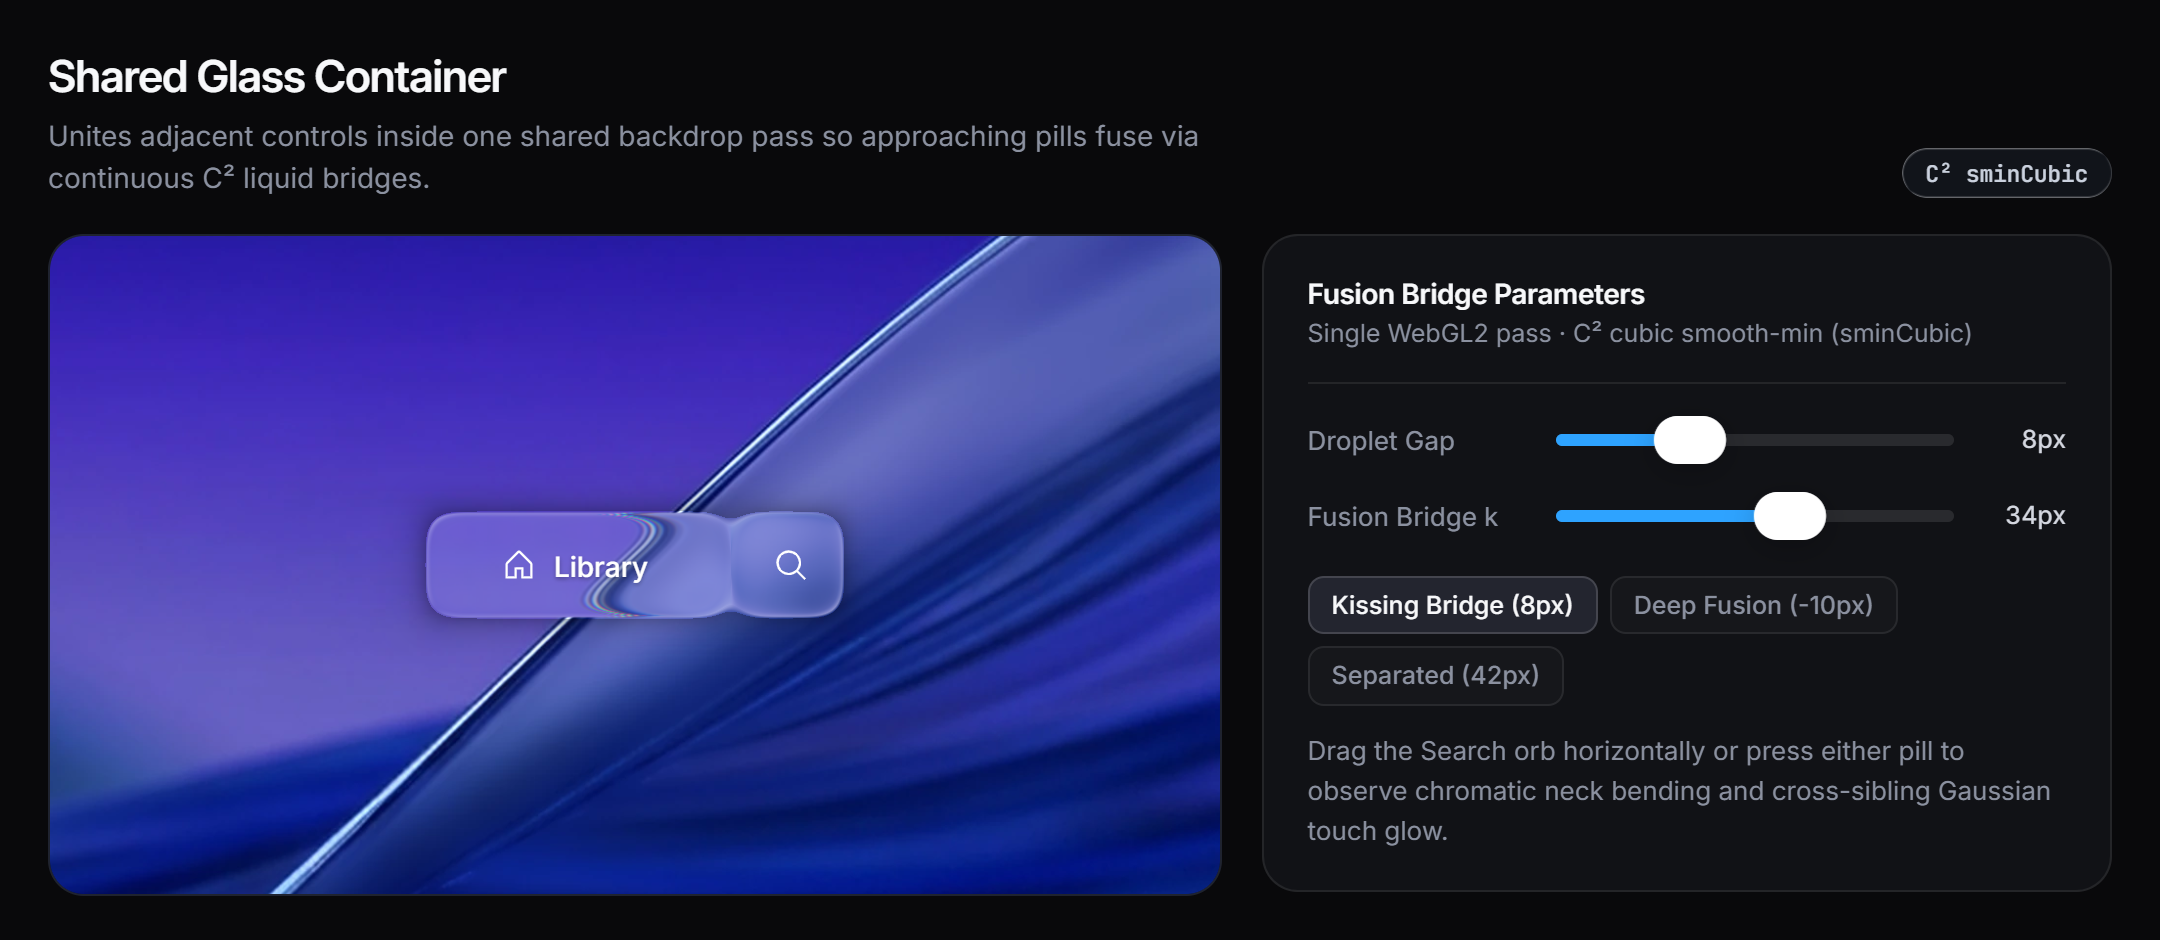 Shared Glass Container
Unites adjacent controls inside one shared backdrop pass so approaching pills fuse via
continuous C² liquid bridges.
C² sminCubic
Library
Fusion Bridge Parameters
Single WebGL2 pass · C² cubic smooth-min (sminCubic)
Droplet Gap 8px
Fusion Bridge k 34px
Kissing Bridge (8px) Deep Fusion (-10px)
Separated (42px)
Drag the Search orb horizontally or press either pill to
observe chromatic neck bending and cross-sibling Gaussian
touch glow.